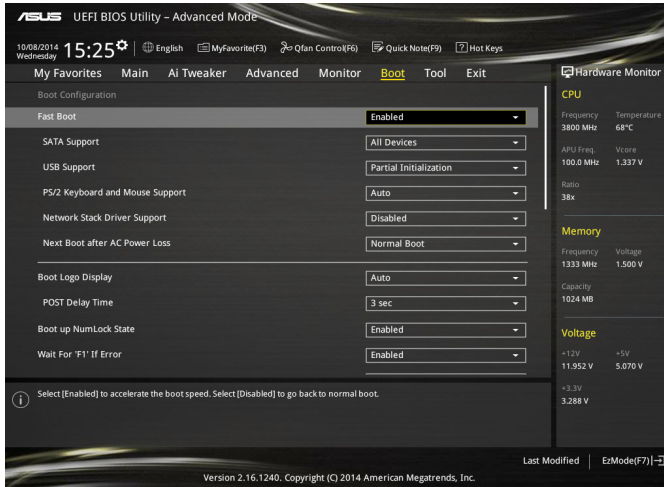 ASUS UEFI BIOS Utility – Advanced Mode
10/08/2014 Wednesday 15:25 English MyFavorite(F3) Qfan Control(F6) Quick Note(F9) ? Hot Keys
My Favorites Main Ai Tweaker Advanced Monitor Boot Tool Exit
Hardware Monitor
Boot Configuration
Fast Boot Enabled
SATA Support All Devices
USB Support Partial Initialization
PS/2 Keyboard and Mouse Support Auto
Network Stack Driver Support Disabled
Next Boot after AC Power Loss Normal Boot
Boot Logo Display Auto
POST Delay Time 3 sec
Boot up NumLock State Enabled
Wait For 'F1' If Error Enabled
CPU
Frequency Temperature
3800 MHz 68°C
APU Freq. Vcore
100.0 MHz 1.337 V
Ratio
38x
Memory
Frequency Voltage
1333 MHz 1.500 V
Capacity
1024 MB
Voltage
+12V +5V
11.952 V 5.070 V
+3.3V
3.288 V
Select [Enabled] to accelerate the boot speed. Select [Disabled] to go back to normal boot.
Last Modified EzMode(F7)
Version 2.16.1240. Copyright (C) 2014 American Megatrends, Inc.